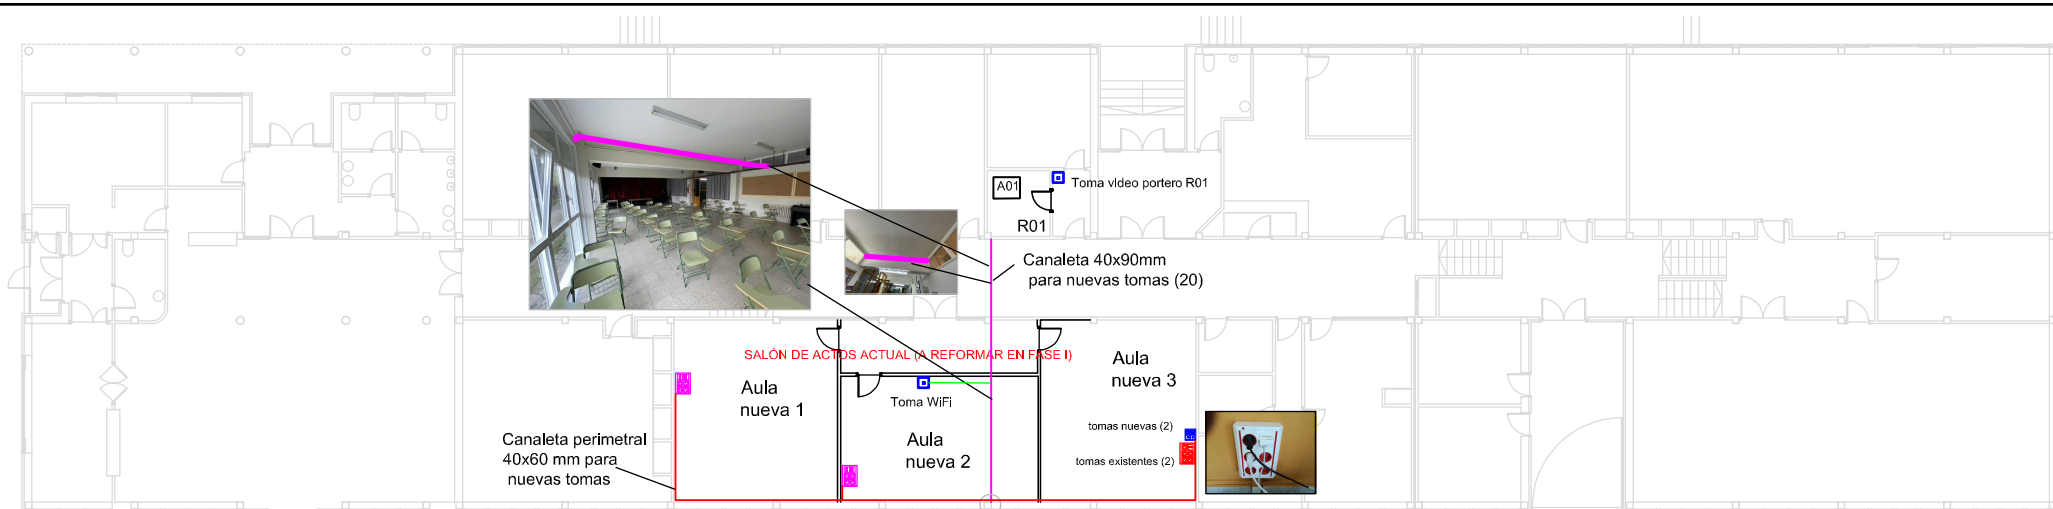 A01
Toma video portero R01
R01
Canaleta 40x90mm
para nuevas tomas (20)
SALÓN DE ACTOS ACTUAL (A REFORMAR EN FASE I)
Aula
nueva 1
Toma WiFi
Aula
nueva 2
Aula
nueva 3
tomas nuevas (2)
tomas existentes (2)
Canaleta perimetral
40x60 mm para
nuevas tomas